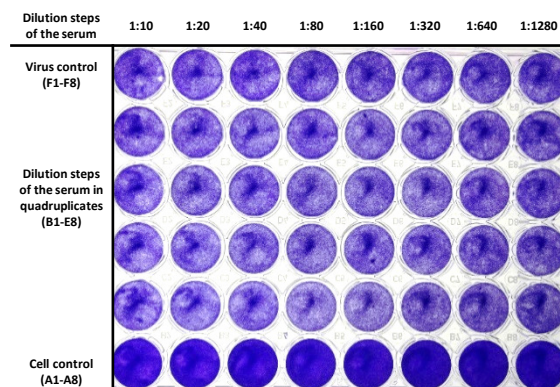 Dilution steps
of the serum
1:10 1:20 1:40 1:80 1:160 1:320 1:640 1:1280
Virus control
(F1-F8)
Dilution steps
of the serum in
quadruplicates
(B1-E8)
Cell control
(A1-A8)